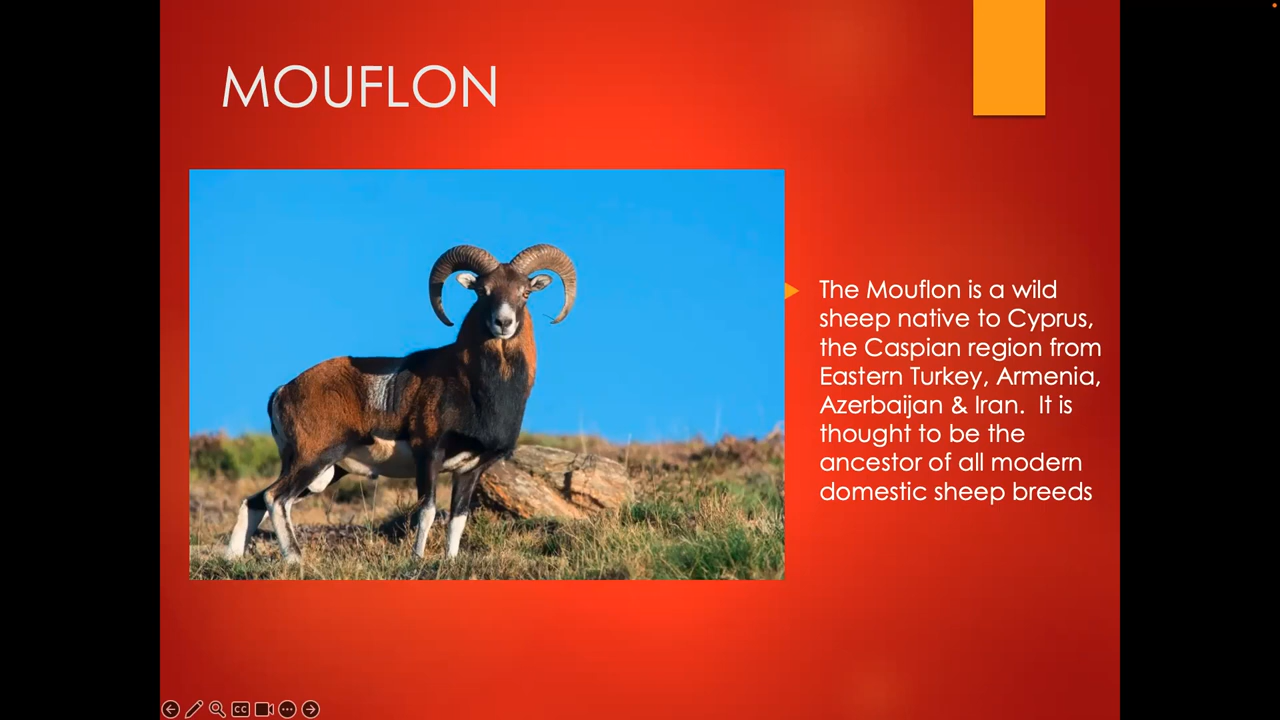 MOUFLON
The Mouflon is a wild
sheep native to Cyprus,
the Caspian region from
Eastern Turkey, Armenia,
Azerbaijan & Iran.  It is
thought to be the
ancestor of all modern
domestic sheep breeds
CC